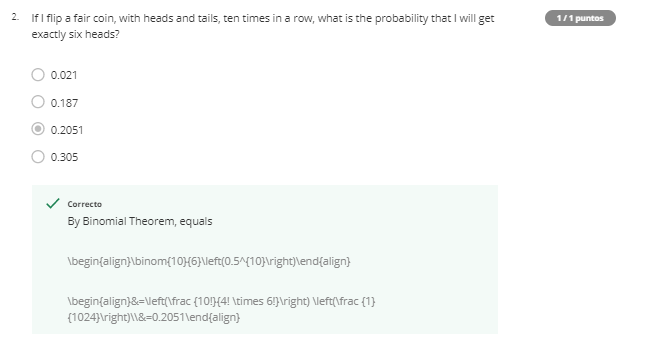 2. If I flip a fair coin, with heads and tails, ten times in a row, what is the probability that I will get
exactly six heads?
1 / 1 puntos
0.021
0.187
0.2051
0.305
Correcto
By Binomial Theorem, equals
\begin{align}\binom{10}{6}\left(0.5^{10}\right)\end{align}
\begin{align}&=\left(\frac {10!}{4! \times 6!}\right) \left(\frac {1}
{1024}\right)\\&=0.2051\end{align}